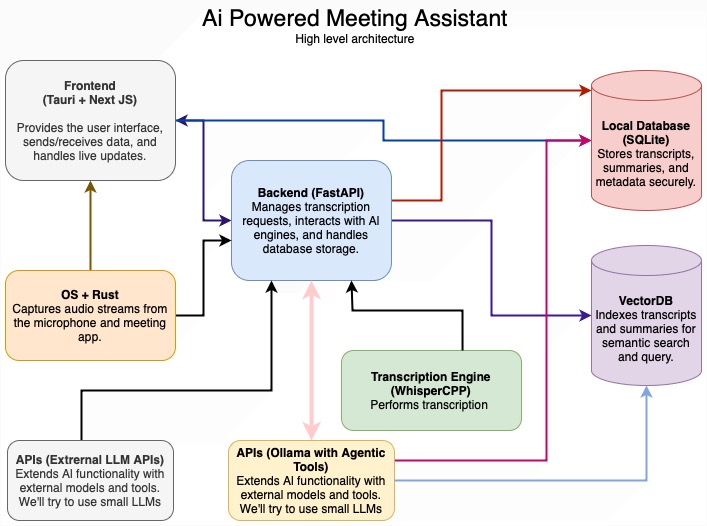 Ai Powered Meeting Assistant
High level architecture
Frontend
(Tauri + Next JS)
Provides the user interface,
sends/receives data, and
handles live updates.
Local Database
(SQLite)
Stores transcripts,
summaries, and
metadata securely.
Backend (FastAPI)
Manages transcription
requests, interacts with AI
engines, and handles
database storage.
OS + Rust
Captures audio streams from
the microphone and meeting
app.
VectorDB
Indexes transcripts
and summaries for
semantic search
and query.
Transcription Engine
(WhisperCPP)
Performs transcription
APIs (Extrernal LLM APIs)
Extends AI functionality with
external models and tools.
We'll try to use small LLMs
APIs (Ollama with Agentic
Tools)
Extends AI functionality with
external models and tools.
We'll try to use small LLMs